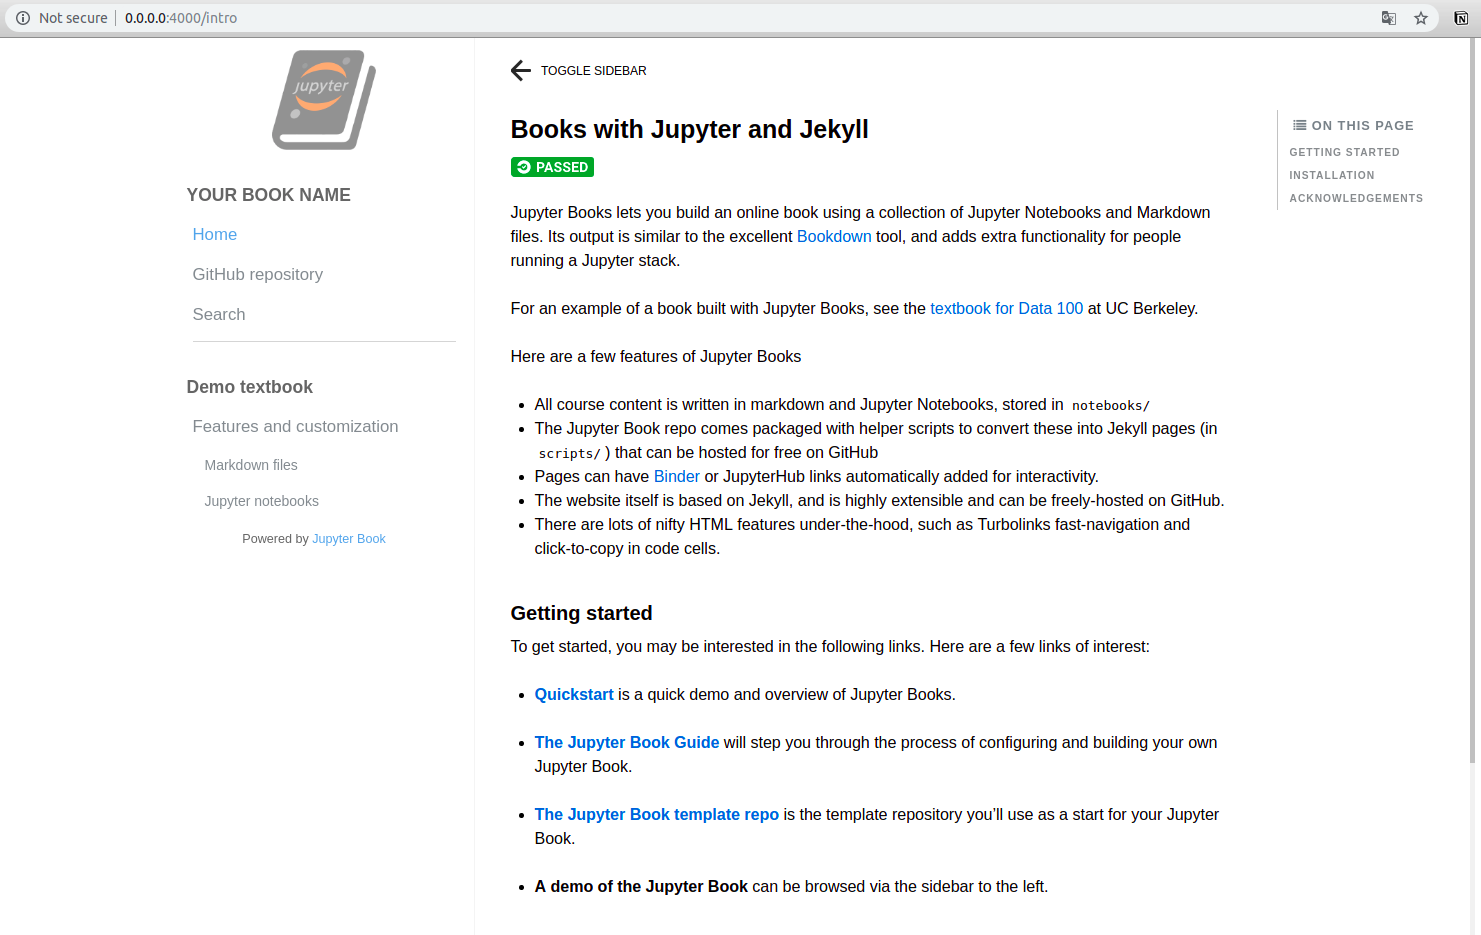 Not secure | 0.0.0.0:4000/intro
jupyter
YOUR BOOK NAME
Home
GitHub repository
Search
Demo textbook
Features and customization
Markdown files
Jupyter notebooks
Powered by Jupyter Book
TOGGLE SIDEBAR
Books with Jupyter and Jekyll
PASSED
Jupyter Books lets you build an online book using a collection of Jupyter Notebooks and Markdown
files. Its output is similar to the excellent Bookdown tool, and adds extra functionality for people
running a Jupyter stack.
For an example of a book built with Jupyter Books, see the textbook for Data 100 at UC Berkeley.
Here are a few features of Jupyter Books
• All course content is written in markdown and Jupyter Notebooks, stored in notebooks/
• The Jupyter Book repo comes packaged with helper scripts to convert these into Jekyll pages (in
scripts/ ) that can be hosted for free on GitHub
• Pages can have Binder or JupyterHub links automatically added for interactivity.
• The website itself is based on Jekyll, and is highly extensible and can be freely-hosted on GitHub.
• There are lots of nifty HTML features under-the-hood, such as Turbolinks fast-navigation and
click-to-copy in code cells.
Getting started
To get started, you may be interested in the following links. Here are a few links of interest:
• Quickstart is a quick demo and overview of Jupyter Books.
• The Jupyter Book Guide will step you through the process of configuring and building your own
Jupyter Book.
• The Jupyter Book template repo is the template repository you’ll use as a start for your Jupyter
Book.
• A demo of the Jupyter Book can be browsed via the sidebar to the left.
ON THIS PAGE
GETTING STARTED
INSTALLATION
ACKNOWLEDGEMENTS